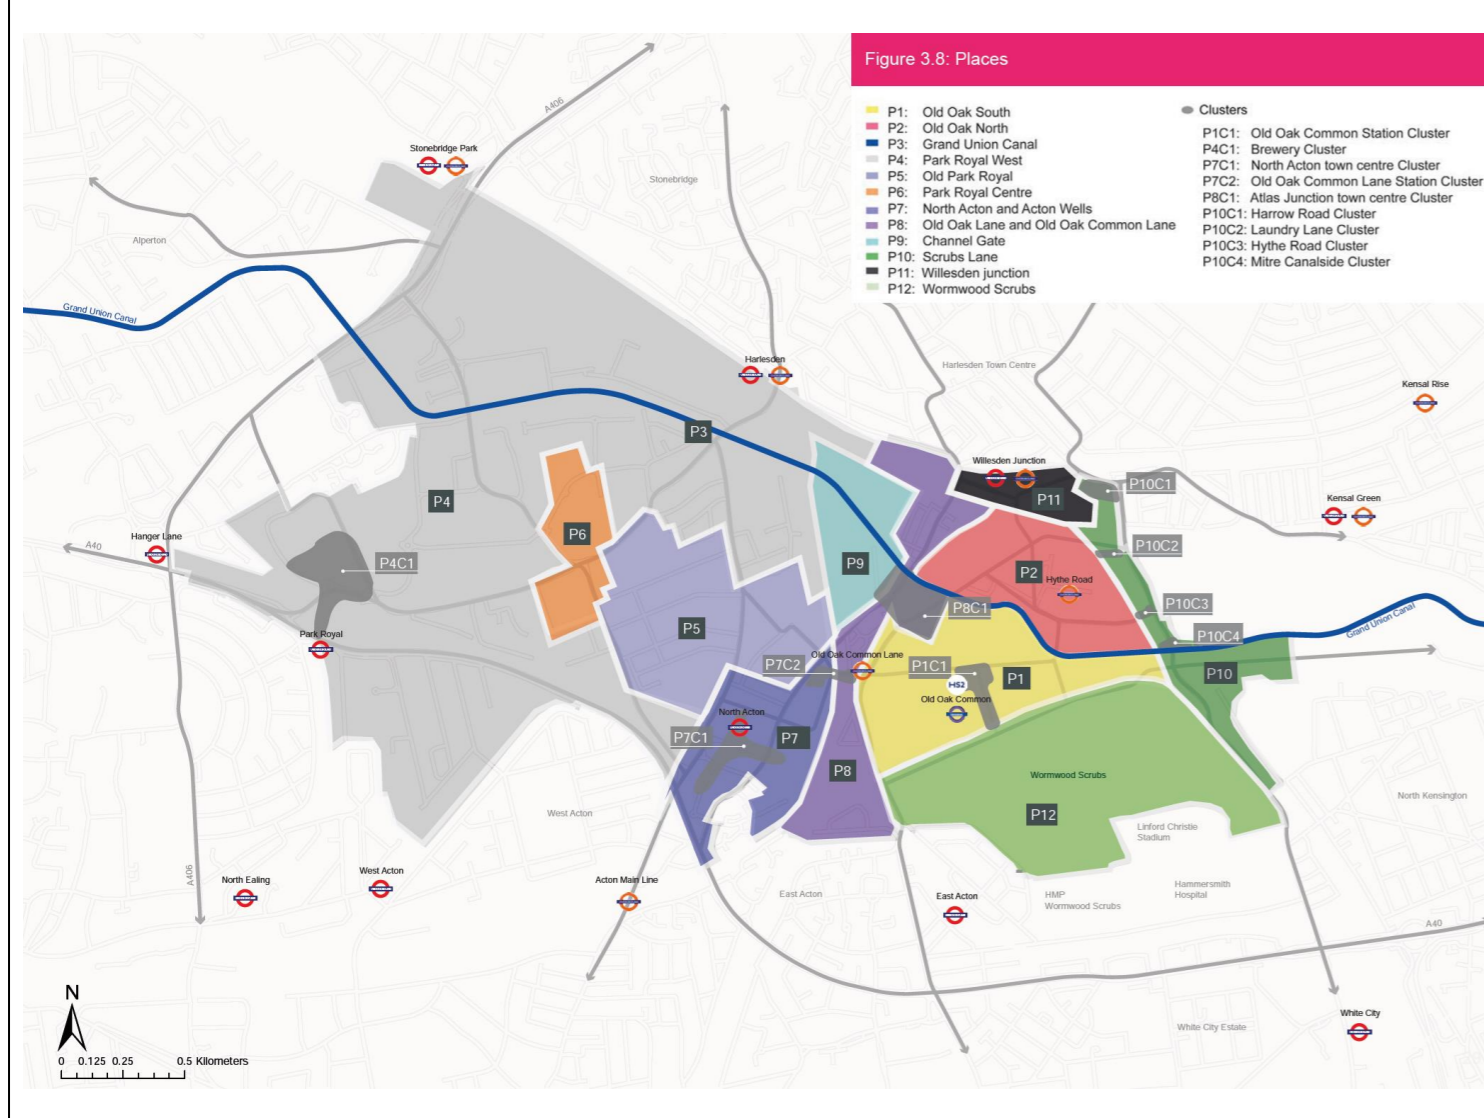 Figure 3.8: Places
P1: Old Oak South
P2: Old Oak North
P3: Grand Union Canal
P4: Park Royal West
P5: Old Park Royal
P6: Park Royal Centre
P7: North Acton and Acton Wells
P8: Old Oak Lane and Old Oak Common Lane
P9: Channel Gate
P10: Scrubs Lane
P11: Willesden junction
P12: Wormwood Scrubs
Clusters
P1C1: Old Oak Common Station Cluster
P4C1: Brewery Cluster
P7C1: North Acton town centre Cluster
P7C2: Old Oak Common Lane Station Cluster
P8C1: Atlas Junction town centre Cluster
P10C1: Harrow Road Cluster
P10C2: Laundry Lane Cluster
P10C3: Hythe Road Cluster
P10C4: Mitre Canalside Cluster
A406
Stonebridge Park
Stonebridge
Alperton
Grand Union Canal
Harlesden
Harlesden Town Centre
Kensal Rise
P3
Willesden Junction
P11
P10C1
Kensal Green
P4
P6
Hanger Lane
A40
P4C1
P9
P2
Hythe Road
P10C2
P8C1
P10C3
Grand Union Canal
Park Royal
P5
P10C4
Old Oak Common Lane
P7C2
P1C1
HS2
P1
P10
Old Oak Common
North Acton
P7C1
P7
P8
Wormwood Scrubs
P12
North Kensington
West Acton
Linford Christie
Stadium
A406
North Ealing
West Acton
Acton Main Line
East Acton
East Acton
HMP
Wormwood Scrubs
Hammersmith
Hospital
A40
N
White City
White City Estate
0 0.125 0.25 0.5 Kilometers